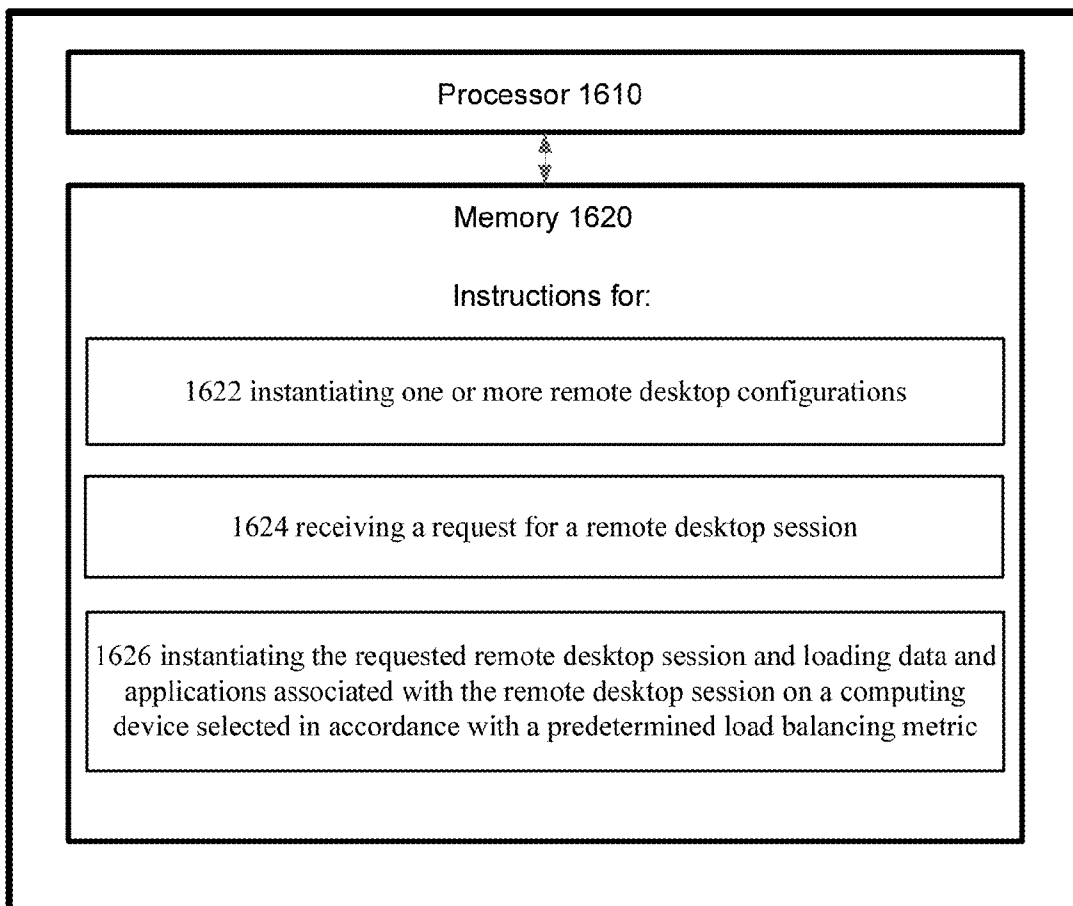 Processor 1610
Memory 1620
Instructions for:
1622 instantiating one or more remote desktop configurations
1624 receiving a request for a remote desktop session
1626 instantiating the requested remote desktop session and loading data and
applications associated with the remote desktop session on a computing
device selected in accordance with a predetermined load balancing metric